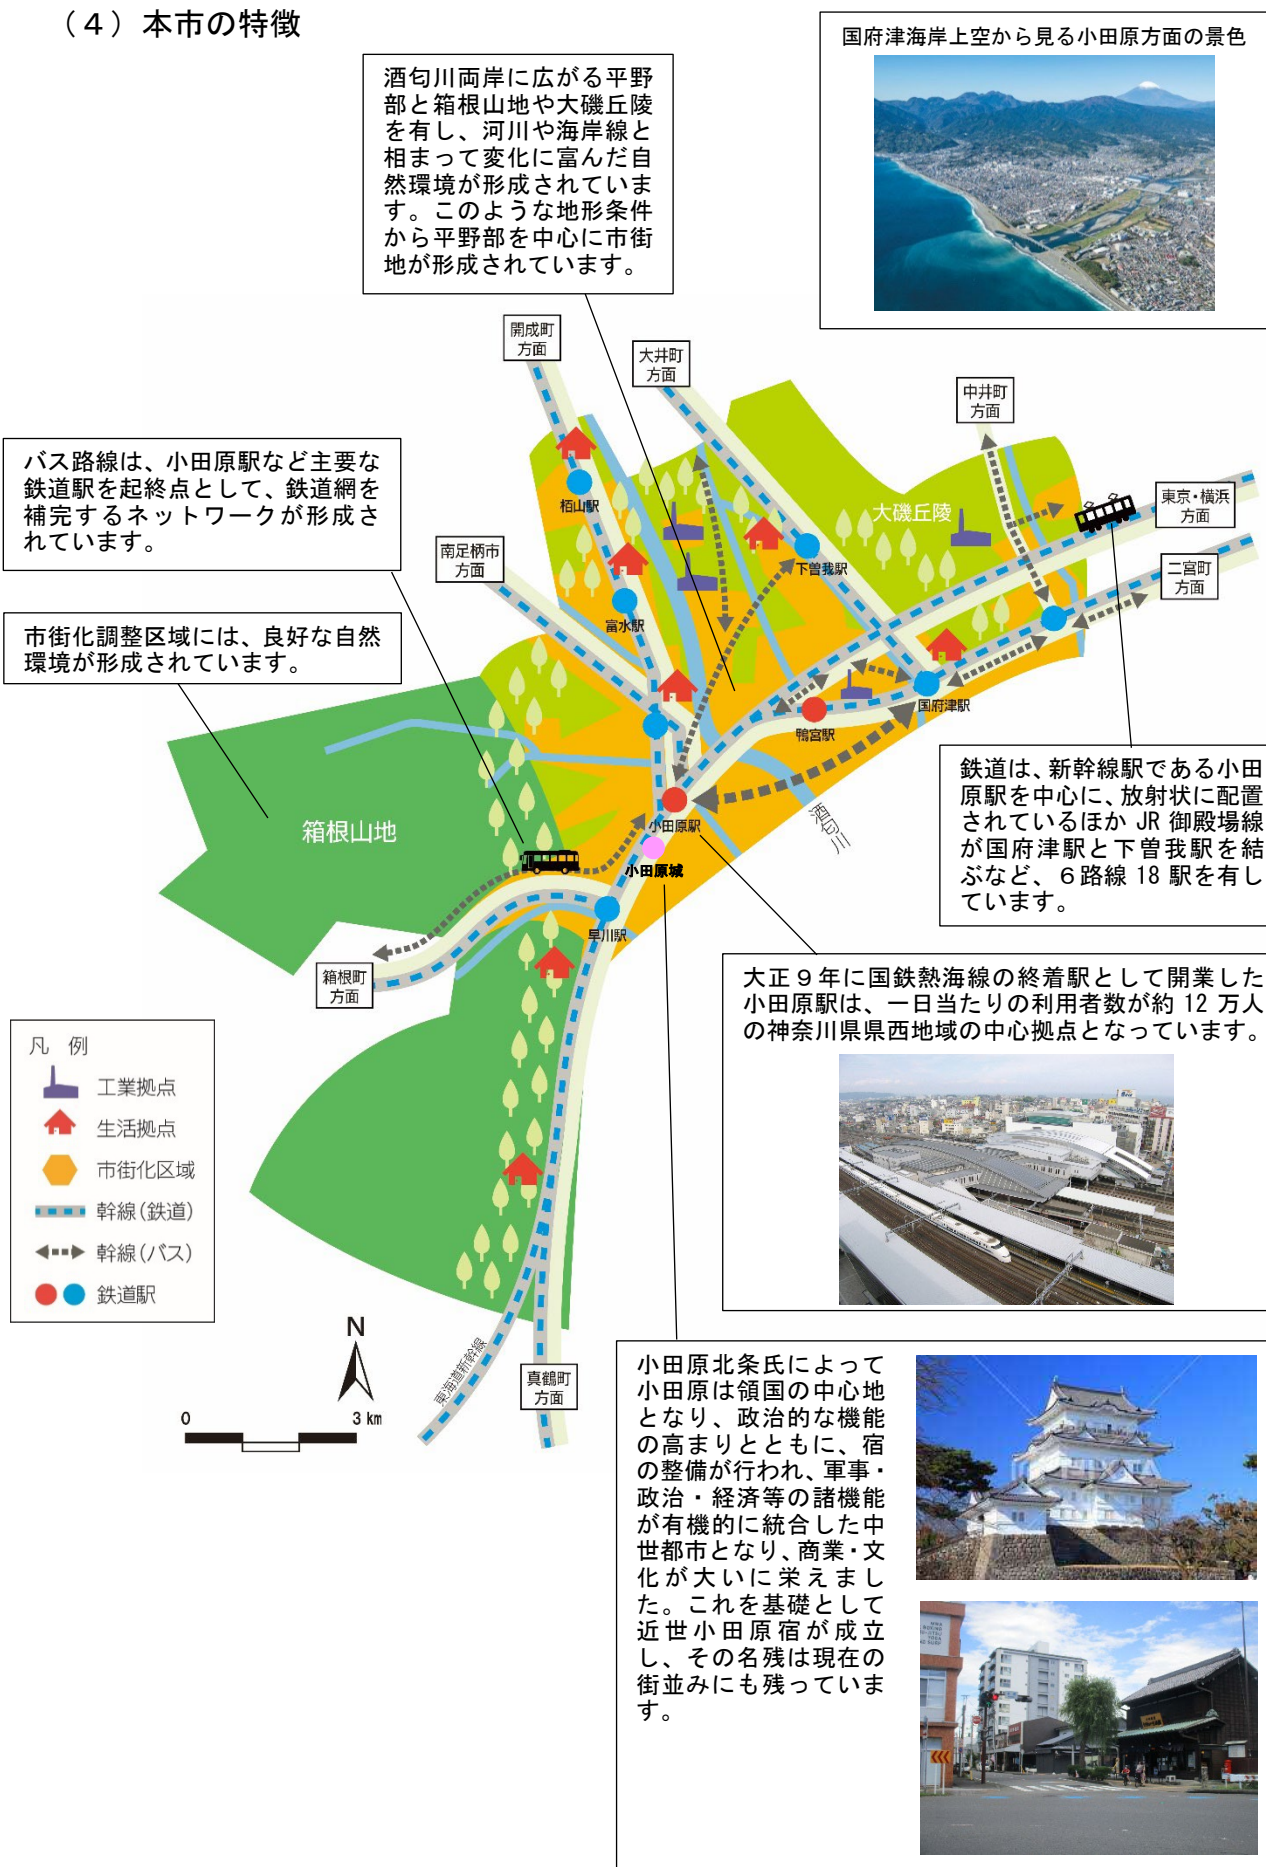 （4）本市の特徴
国府津海岸上空から見る小田原方面の景色
酒匂川両岸に広がる平野
部と箱根山地や大磯丘陵
を有し、河川や海岸線と
相まって変化に富んだ自
然環境が形成されていま
す。このような地形条件
から平野部を中心に市街
地が形成されています。
開成町
方面
大井町
方面
中井町
方面
バス路線は、小田原駅など主要な
鉄道駅を起終点として、鉄道網を
補完するネットワークが形成さ
れています。
栢山駅
大磯丘陵
東京・横浜
方面
南足柄市
方面
下曽我駅
二宮町
方面
富水駅
市街化調整区域には、良好な自然
環境が形成されています。
国府津駅
鴨宮駅
鉄道は、新幹線駅である小田
原駅を中心に、放射状に配置
されているほか JR 御殿場線
が国府津駅と下曽我駅を結
ぶなど、６路線 18 駅を有し
ています。
箱根山地
小田原駅
酒匂川
小田原城
早川駅
箱根町
方面
大正９年に国鉄熱海線の終着駅として開業した
小田原駅は、一日当たりの利用者数が約 12 万人
の神奈川県県西地域の中心拠点となっています。
凡 例
工業拠点
生活拠点
市街化区域
幹線(鉄道)
幹線(バス)
鉄道駅
N
0 3 km
東海道新幹線
真鶴町
方面
小田原北条氏によって
小田原は領国の中心地
となり、政治的な機能
の高まりとともに、宿
の整備が行われ、軍事・
政治・経済等の諸機能
が有機的に統合した中
世都市となり、商業・文
化が大いに栄えまし
た。これを基礎として
近世小田原宿が成立
し、その名残は現在の
街並みにも残っていま
す。